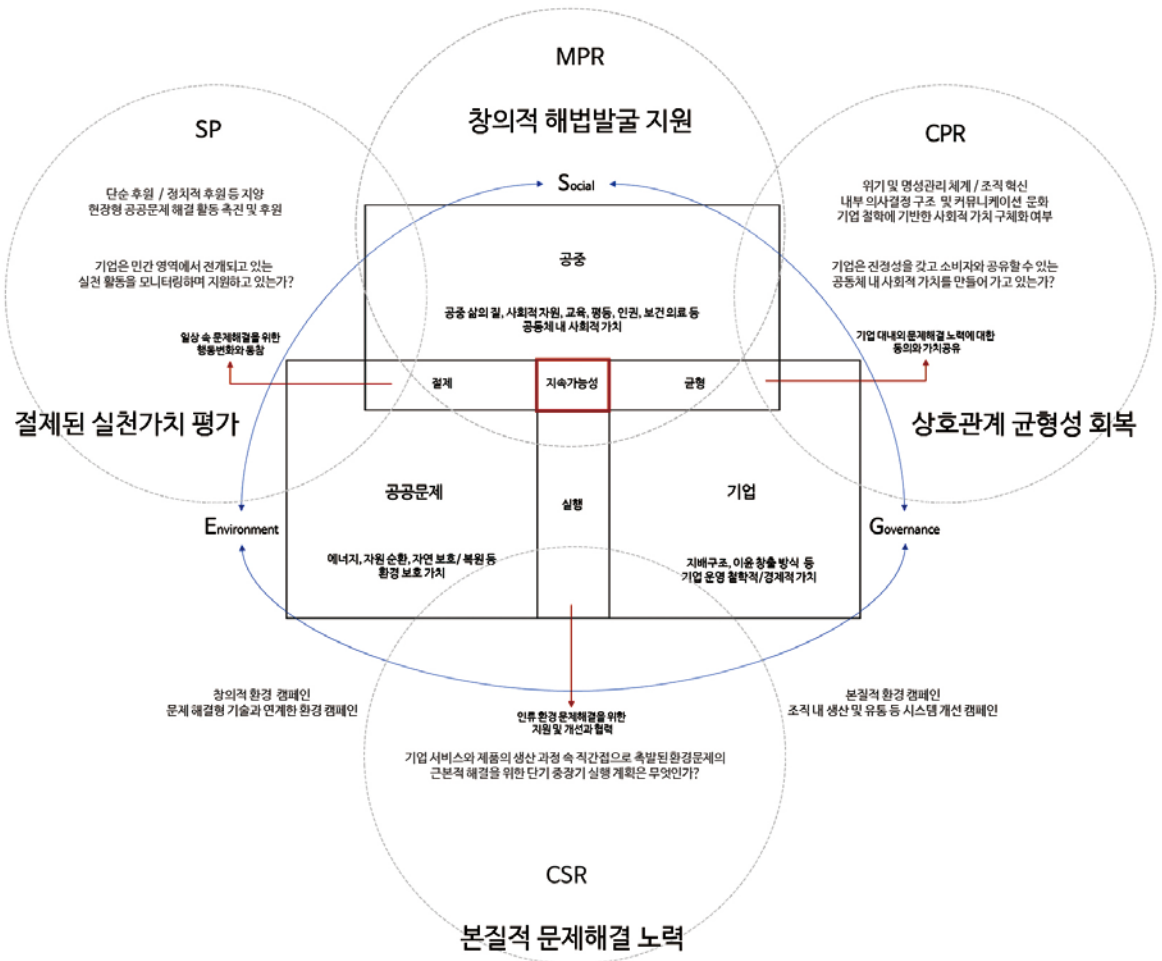 MPR
창의적 해법발굴 지원
SP
단순 후원 / 정치적 후원 등 지양
현장형 공공문제 해결 활동 촉진 및 후원
기업은 민간 영역에서 전개되고 있는
실천 활동을 모니터링하며 지원하고 있는가?
일상 속 문제해결을 위한
행동변화와 동참
절제된 실천가치 평가
CPR
위기 및 명성관리 체계 / 조직 혁신
내부 의사결정 구조 및 커뮤니케이션 문화
기업 철학에 기반한 사회적 가치 구체화 여부
기업은 진정성을 갖고 소비자와 공유할 수 있는
공동체 내 사회적 가치를 만들어 가고 있는가?
기업 대내외 문제해결 노력에 대한
동의와 가치공유
상호관계 균형성 회복
Social
공중
공중 삶의 질, 사회적 자원, 교육, 평등, 인권, 보건 의료 등
공동체 내 사회적 가치
절제
지속가능성
균형
공공문제
에너지, 자원 순환, 자연 보호/ 복원 등
환경 보호 가치
실행
기업
지배구조, 이윤 창출 방식 등
기업 운영 철학적/경제적 가치
Environment
Governance
창의적 환경 캠페인
문제 해결형 기술과 연계한 환경 캠페인
본질적 환경 캠페인
조직 내 생산 및 유통 등 시스템 개선 캠페인
인류 환경 문제해결을 위한
지원 및 개선과 협력
기업 서비스와 제품의 생산 과정 속 직간접으로 촉발된 환경문제의
근본적 해결을 위한 단기 중장기 실행 계획은 무엇인가?
CSR
본질적 문제해결 노력